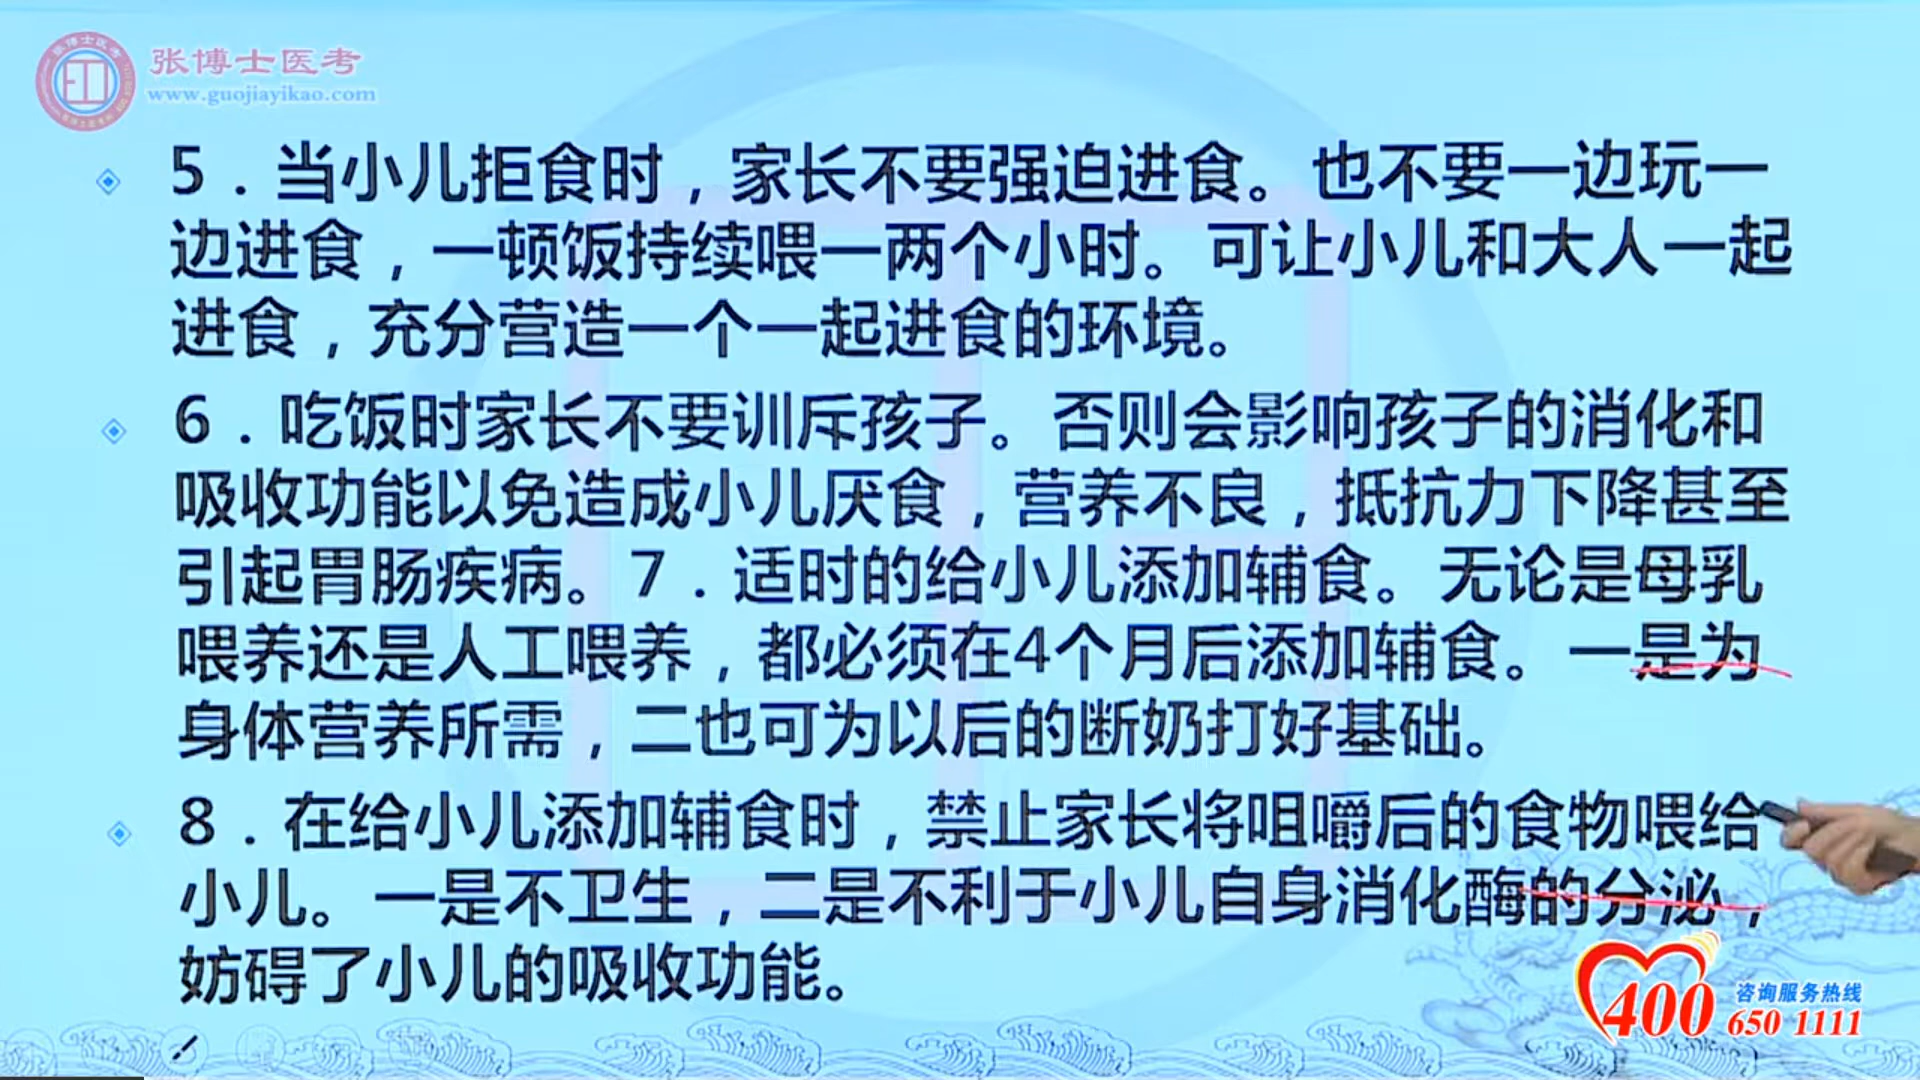 张博士医考
www.guojiayikao.com
5．当小儿拒食时，家长不要强迫进食。也不要一边玩一
边进食，一顿饭持续喂一两个小时。可让小儿和大人一起
进食，充分营造一个一起进食的环境。
6．吃饭时家长不要训斥孩子。否则会影响孩子的消化和
吸收功能以免造成小儿厌食，营养不良，抵抗力下降甚至
引起胃肠疾病。7．适时的给小儿添加辅食。无论是母乳
喂养还是人工喂养，都必须在4个月后添加辅食。一是为
身体营养所需，二也可为以后的断奶打好基础。
8．在给小儿添加辅食时，禁止家长将咀嚼后的食物喂给
小儿。一是不卫生，二是不利于小儿自身消化酶的分泌，
妨碍了小儿的吸收功能。
400 咨询服务热线
650 1111